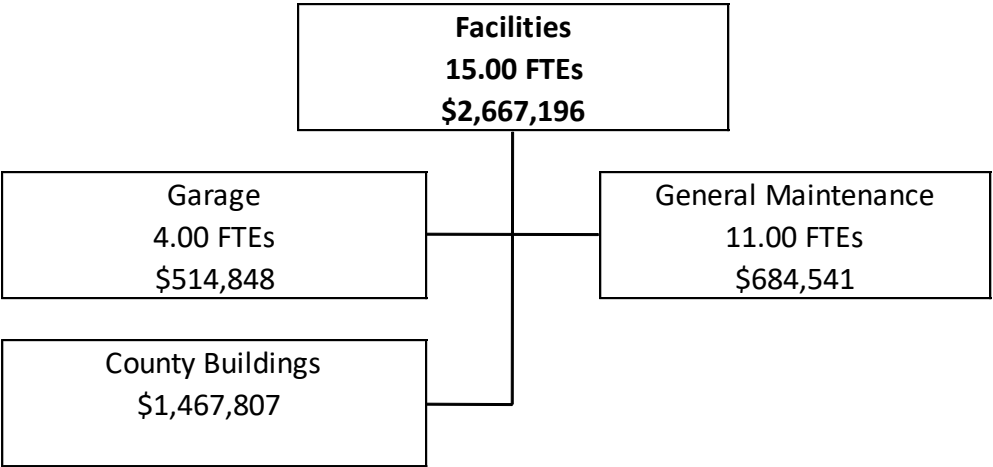 Facilities
15.00 FTEs
$2,667,196
Garage
4.00 FTEs
$514,848
General Maintenance
11.00 FTEs
$684,541
County Buildings
$1,467,807